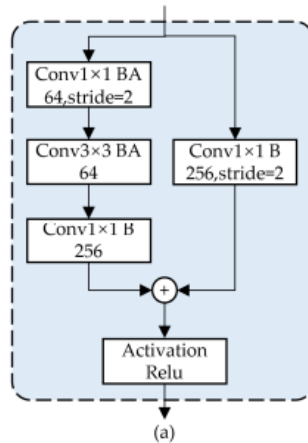 Conv1×1 BA
64,stride=2
Conv3×3 BA
64
Conv1×1 B
256,stride=2
Conv1×1 B
256
+
Activation
Relu
(a)